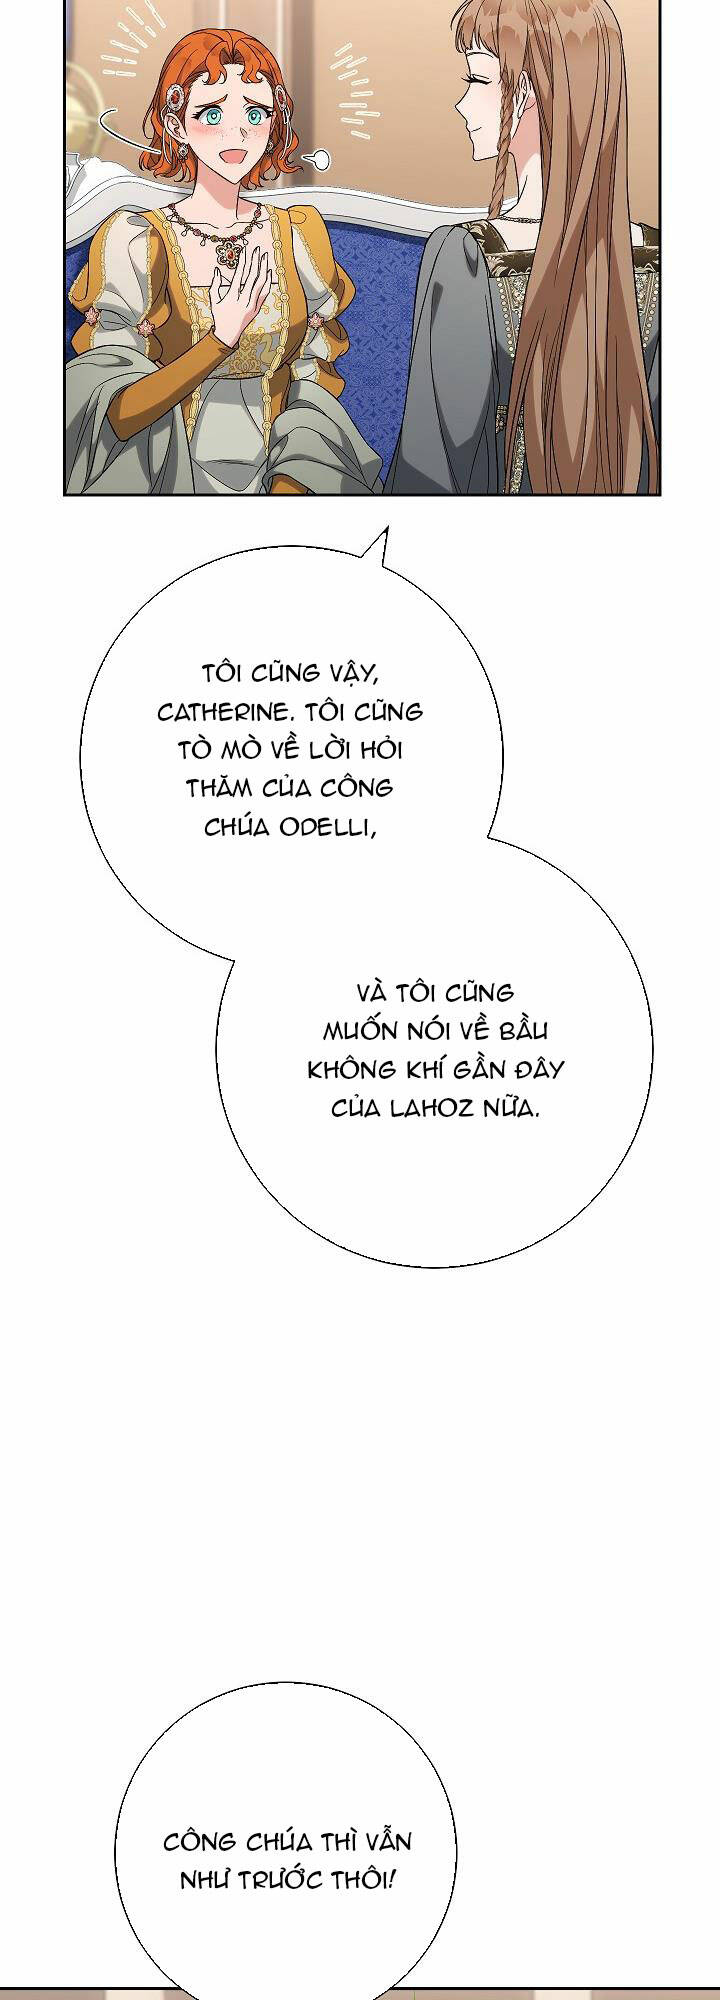 TÔI CŨNG VẬY,
CATHERINE. TÔI CŨNG
TÒ MÒ VỀ LỜI HỎI
THĂM CỦA CÔNG
CHÚA ODELLI,
VÀ TÔI CŨNG
MUỐN NÓI VỀ BẦU
KHÔNG KHÍ GẦN ĐÂY
CỦA LAHOZ NỮA.
CÔNG CHÚA THÌ VẪN
NHƯ TRƯỚC THÔI!